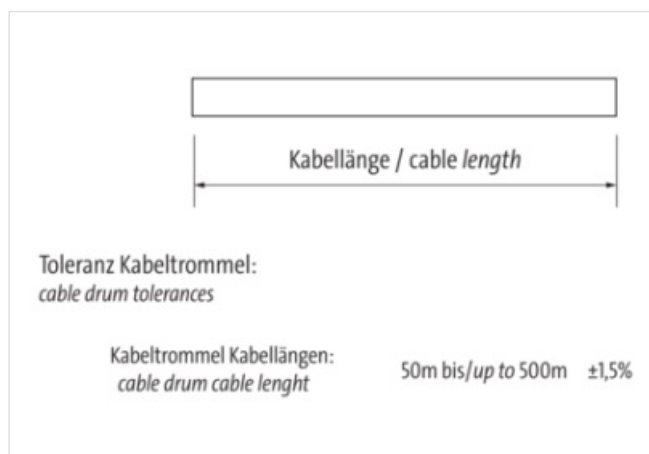 Kabellänge / cable length
Toleranz Kabeltrommel:
cable drum tolerances
Kabeltrommel Kabellängen:
cable drum cable lenght
50m bis/up to 500m ±1,5%